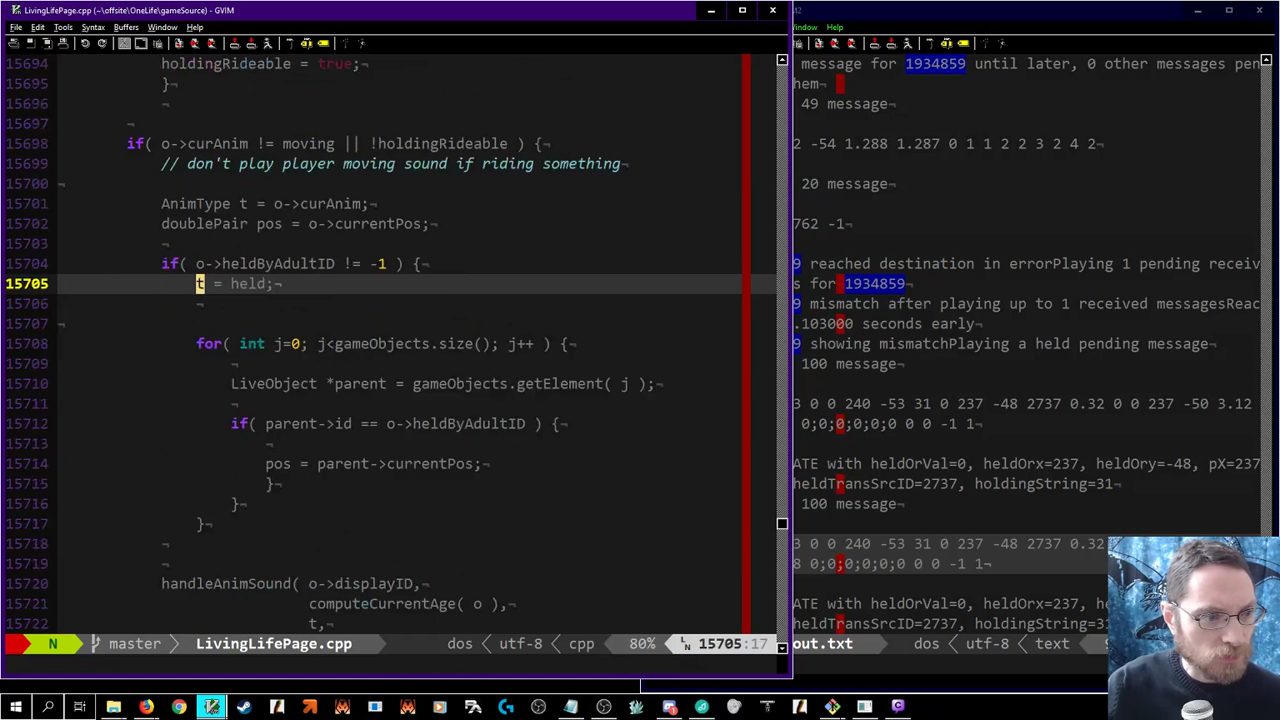 LivingLifePage.cpp (~\offsite\OneLife\gameSource) - GVIM
File Edit Tools Syntax Buffers Window Help
15694 holdingRideable = true;¬
15695 }¬
15696 ¬
15697 ¬
15698 if( o->curAnim != moving || !holdingRideable ) {¬
15699 // don't play player moving sound if riding something¬
15700 ¬
15701 AnimType t = o->curAnim;¬
15702 doublePair pos = o->currentPos;¬
15703 ¬
15704 if( o->heldByAdultID != -1 ) {¬
15705 t = held;¬
15706 ¬
15707 ¬
15708 for( int j=0; j<gameObjects.size(); j++ ) {¬
15709 ¬
15710 LiveObject *parent = gameObjects.getElement( j );¬
15711 ¬
15712 if( parent->id == o->heldByAdultID ) {¬
15713 ¬
15714 pos = parent->currentPos;¬
15715 }¬
15716 }¬
15717 }¬
15718 ¬
15719 ¬
15720 handleAnimSound( o->displayID,¬
15721 computeCurrentAge( o ),¬
15722 t,¬
N master LivingLifePage.cpp dos utf-8 cpp 80% 15705:17
Window Help
message for 1934859 until later, 0 other messages pen
hem
49 message
2 -54 1.288 1.287 0 1 1 2 2 3 2 4 2¬
20 message
762 -1¬
9 reached destination in errorPlaying 1 pending receiv
s for 1934859¬
9 mismatch after playing up to 1 received messagesReac
.103000 seconds early¬
9 showing mismatchPlaying a held pending message¬
100 message
53 0 0 240 -53 31 0 237 -48 2737 0.32 0 0 237 -50 3.12
0;0;0;0;0;0 0 0 -1 1¬
ATE with heldOrVal=0, heldOrx=237, heldOry=-48, pX=237
heldTransSrcID=2737, holdingString=31¬
100 message
3 0 0 240 -53 31 0 237 -48 2737 0.32
8 0;0;0;0;0;0 0 0 -1 1¬
ATE with heldOrVal=0, h
heldTransSrcID=2737, h
out.txt dos utf-8 text